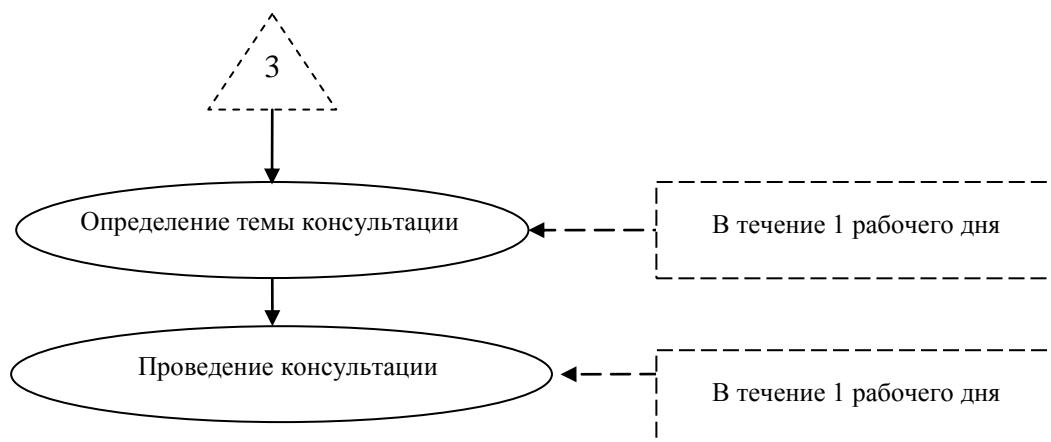 3
Определение темы консультации
В течение 1 рабочего дня
Проведение консультации
В течение 1 рабочего дня